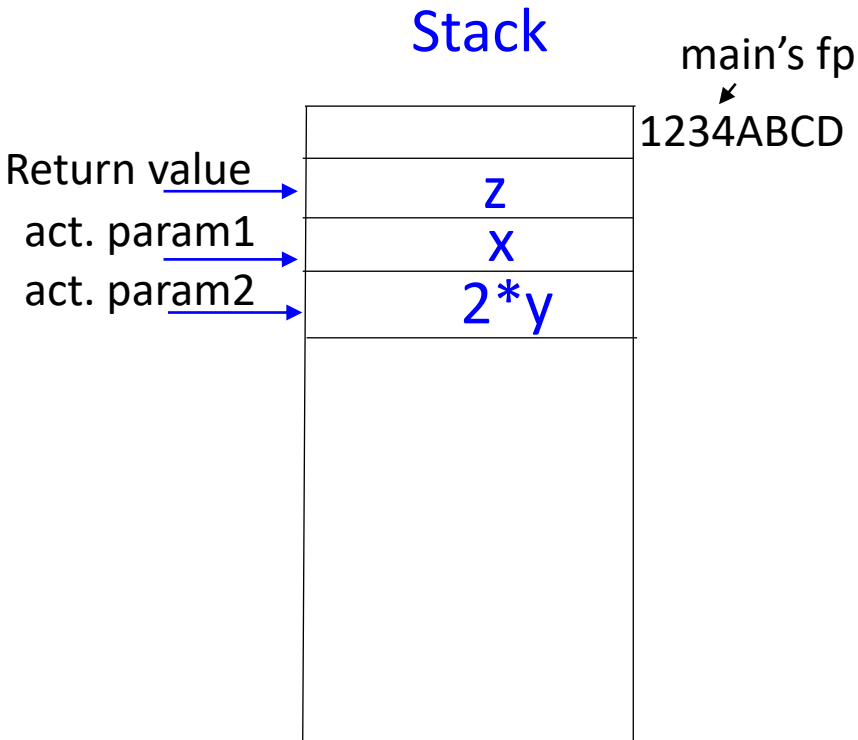 Stack
main’s fp
1234ABCD
Return value
z
act. param1
x
act. param2
2*y